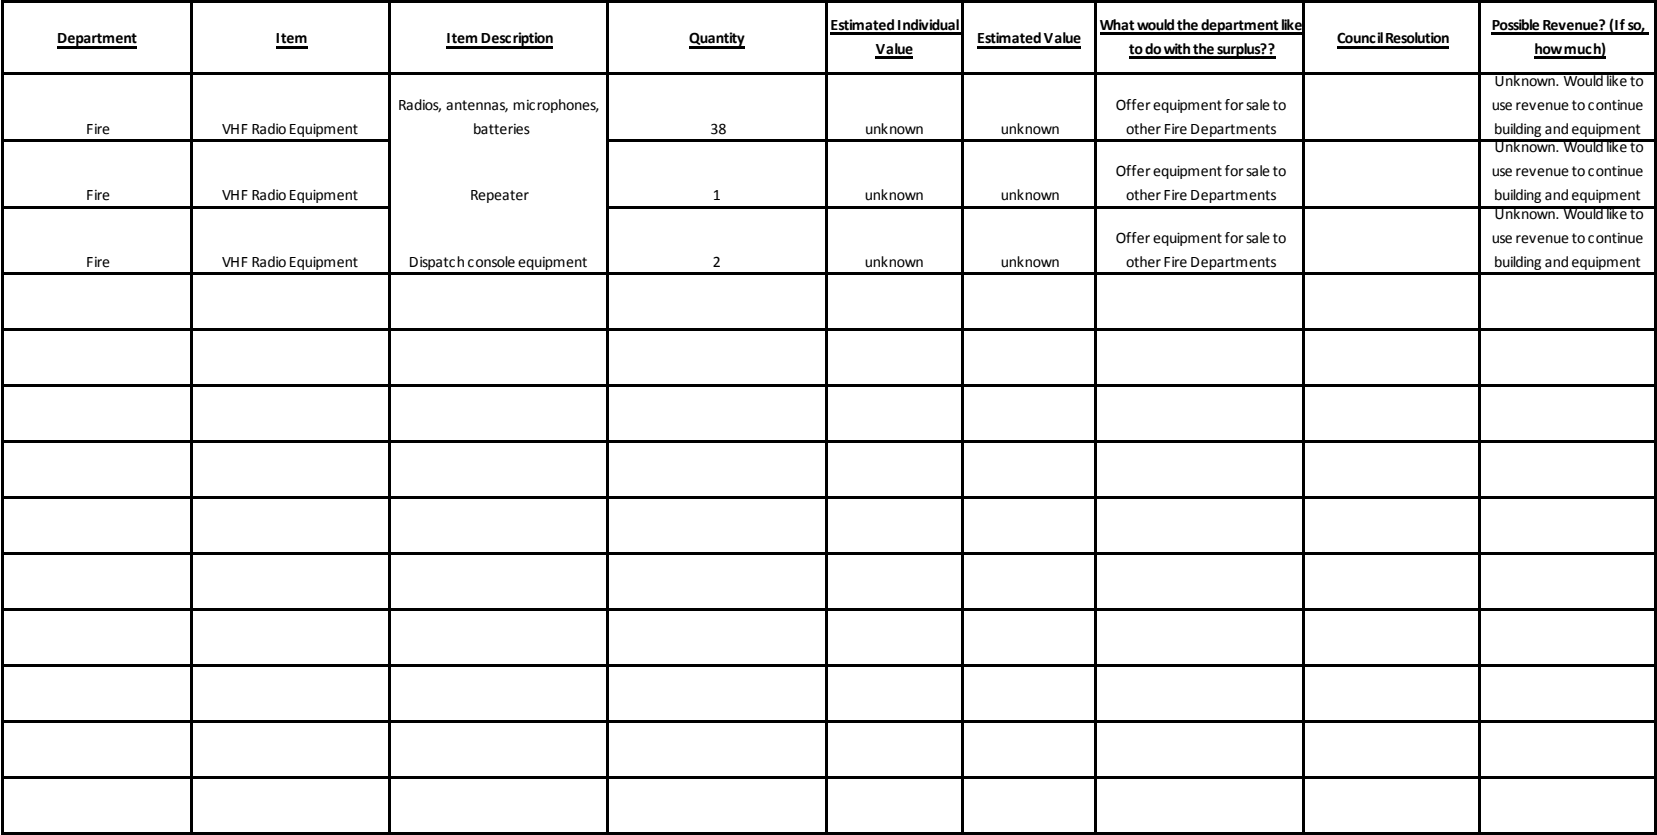 Department
Item
Item Description
Quantity
Estimated Individual
Value
Estimated Value
What would the department like
to do with the surplus??
Council Resolution
Possible Revenue? (If so,
how much)
Fire
VHF Radio Equipment
Radios, antennas, microphones,
batteries
38
unknown
unknown
Offer equipment for sale to
other Fire Departments
Unknown. Would like to
use revenue to continue
building and equipment
Fire
VHF Radio Equipment
Repeater
1
unknown
unknown
Offer equipment for sale to
other Fire Departments
Unknown. Would like to
use revenue to continue
building and equipment
Fire
VHF Radio Equipment
Dispatch console equipment
2
unknown
unknown
Offer equipment for sale to
other Fire Departments
Unknown. Would like to
use revenue to continue
building and equipment